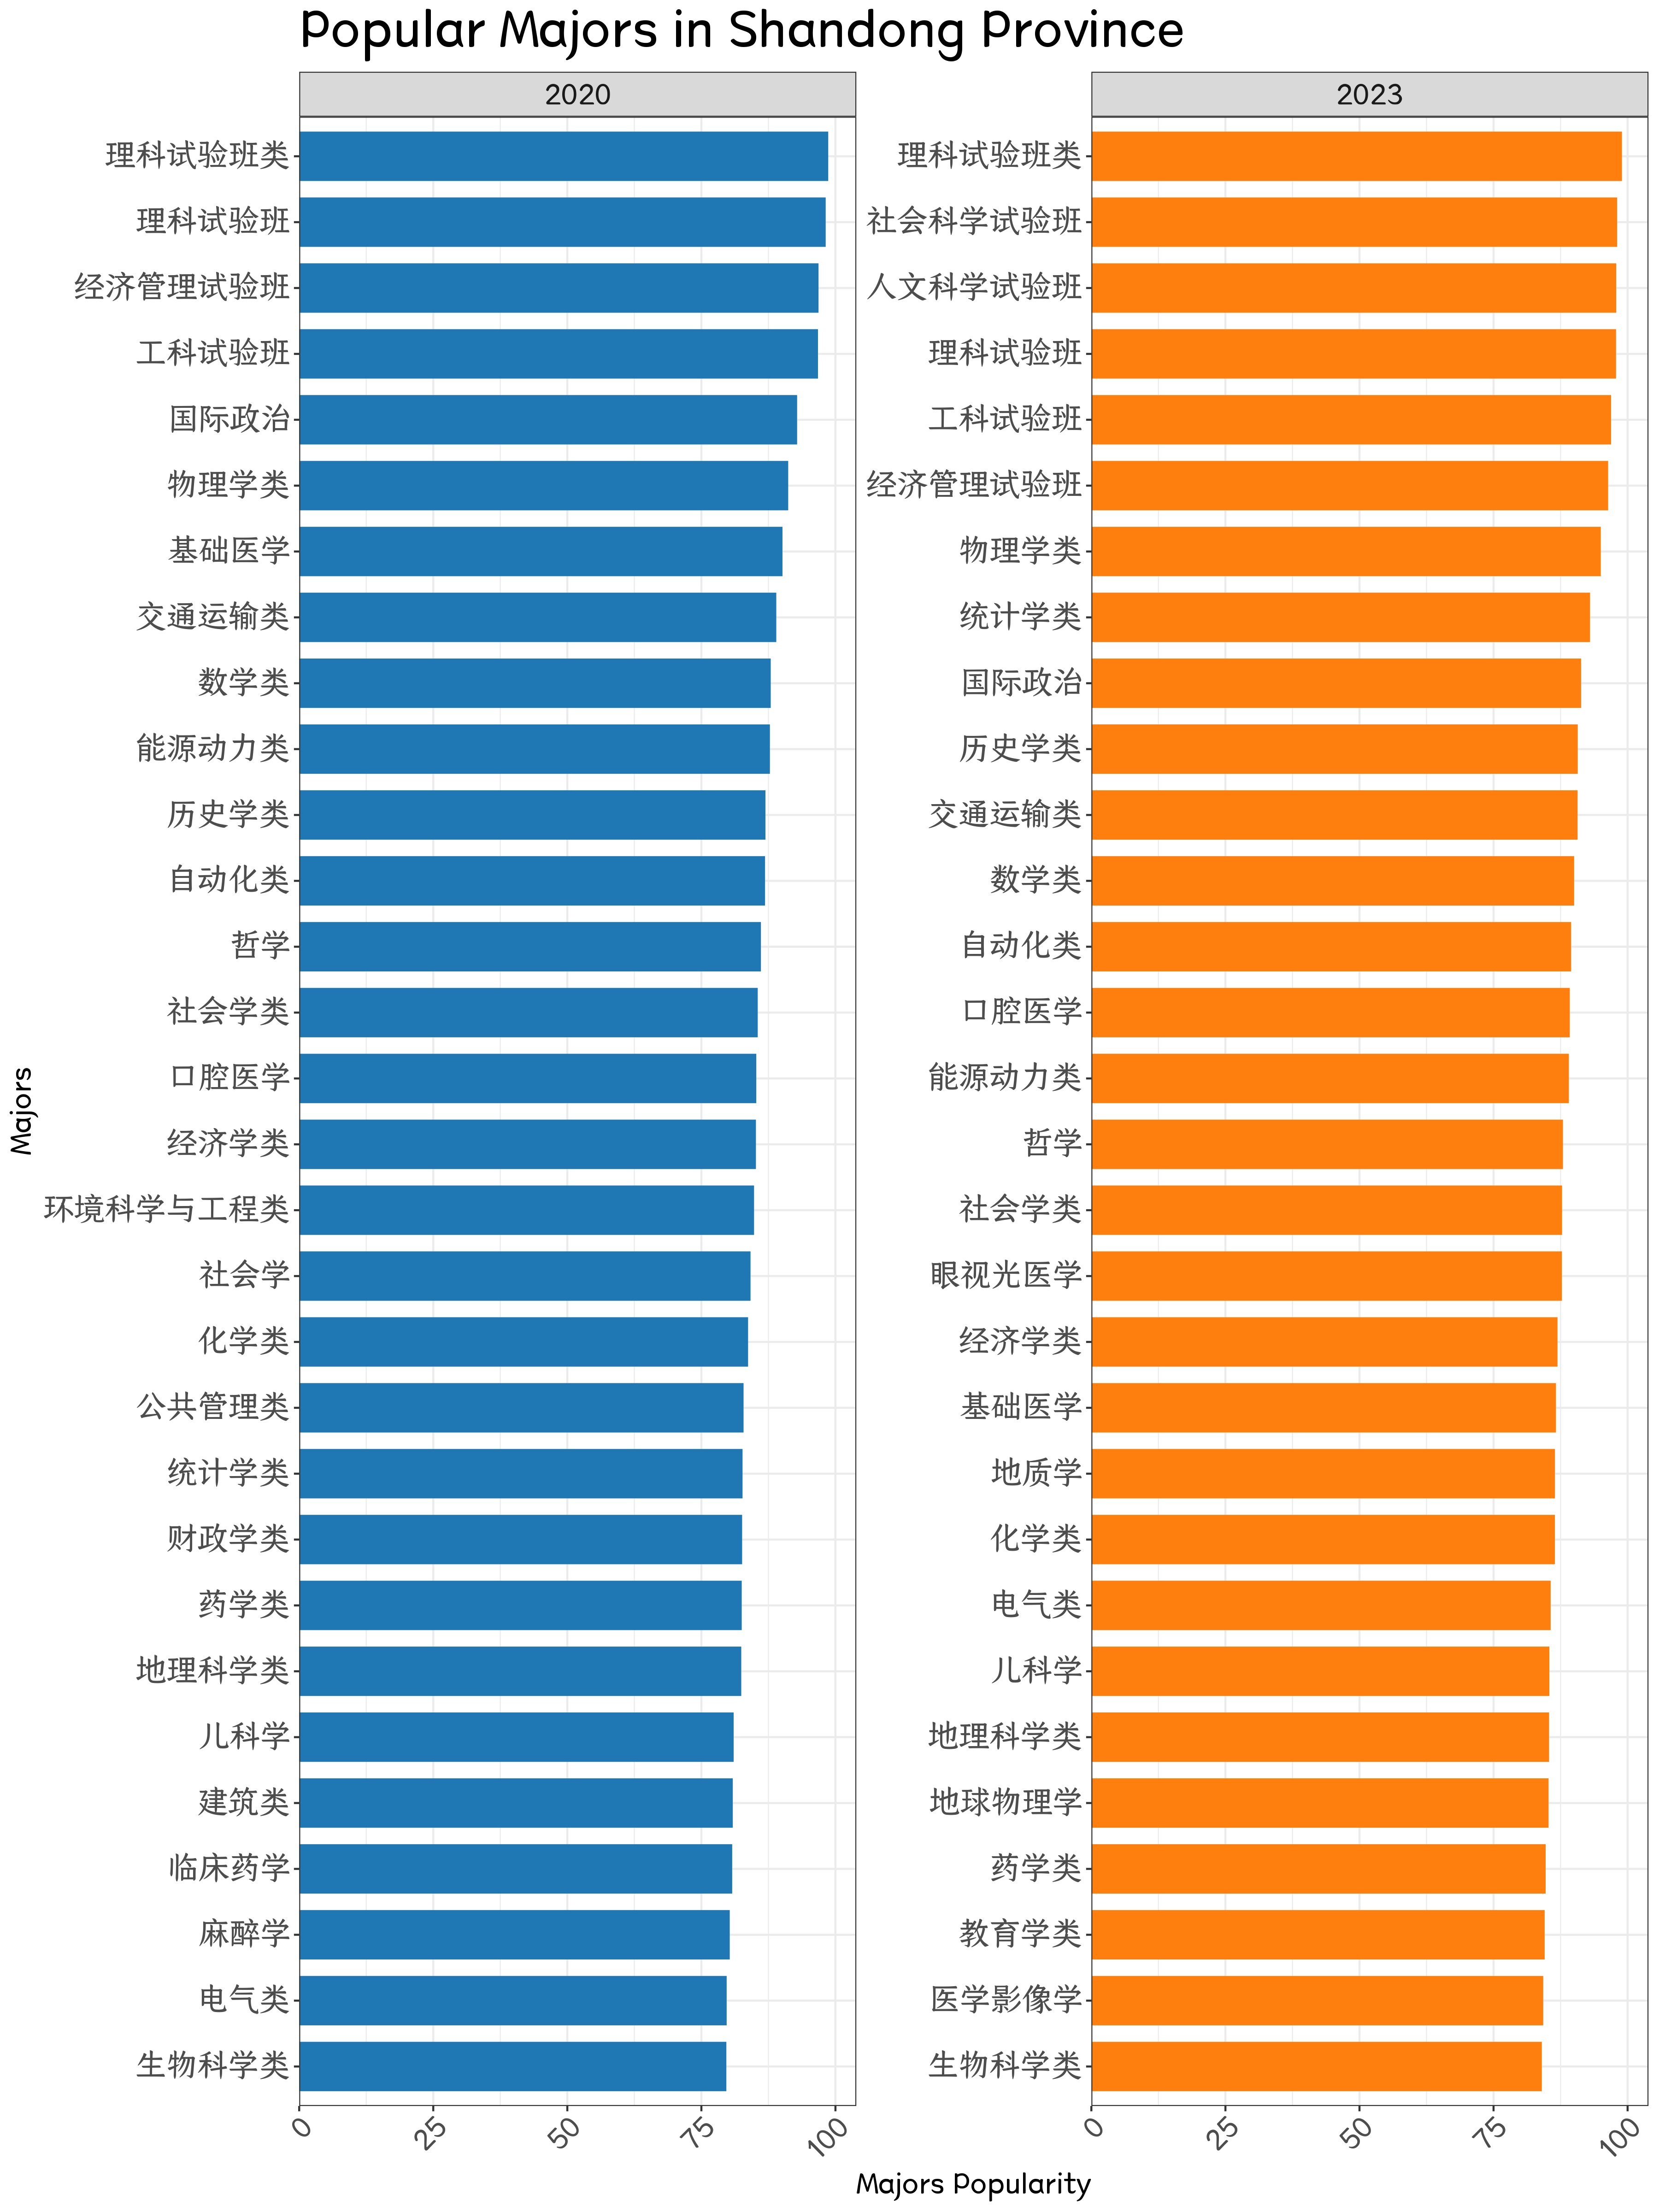 Popular Majors in Shandong Province
2020
理科试验班类
理科试验班
经济管理试验班
工科试验班
国际政治
物理学类
基础医学
交通运输类
数学类
能源动力类
历史学类
自动化类
哲学
社会学类
口腔医学
经济学类
环境科学与工程类
社会学
化学类
公共管理类
统计学类
财政学类
药学类
地理科学类
儿科学
建筑类
临床药学
麻醉学
电气类
生物科学类
0 25 50 75 100
2023
理科试验班类
社会科学试验班
人文科学试验班
理科试验班
工科试验班
经济管理试验班
物理学类
统计学类
国际政治
历史学类
交通运输类
数学类
自动化类
口腔医学
能源动力类
哲学
社会学类
眼视光医学
经济学类
基础医学
地质学
化学类
电气类
儿科学
地理科学类
地球物理学
药学类
教育学类
医学影像学
生物科学类
0 25 50 75 100
Majors
Majors Popularity